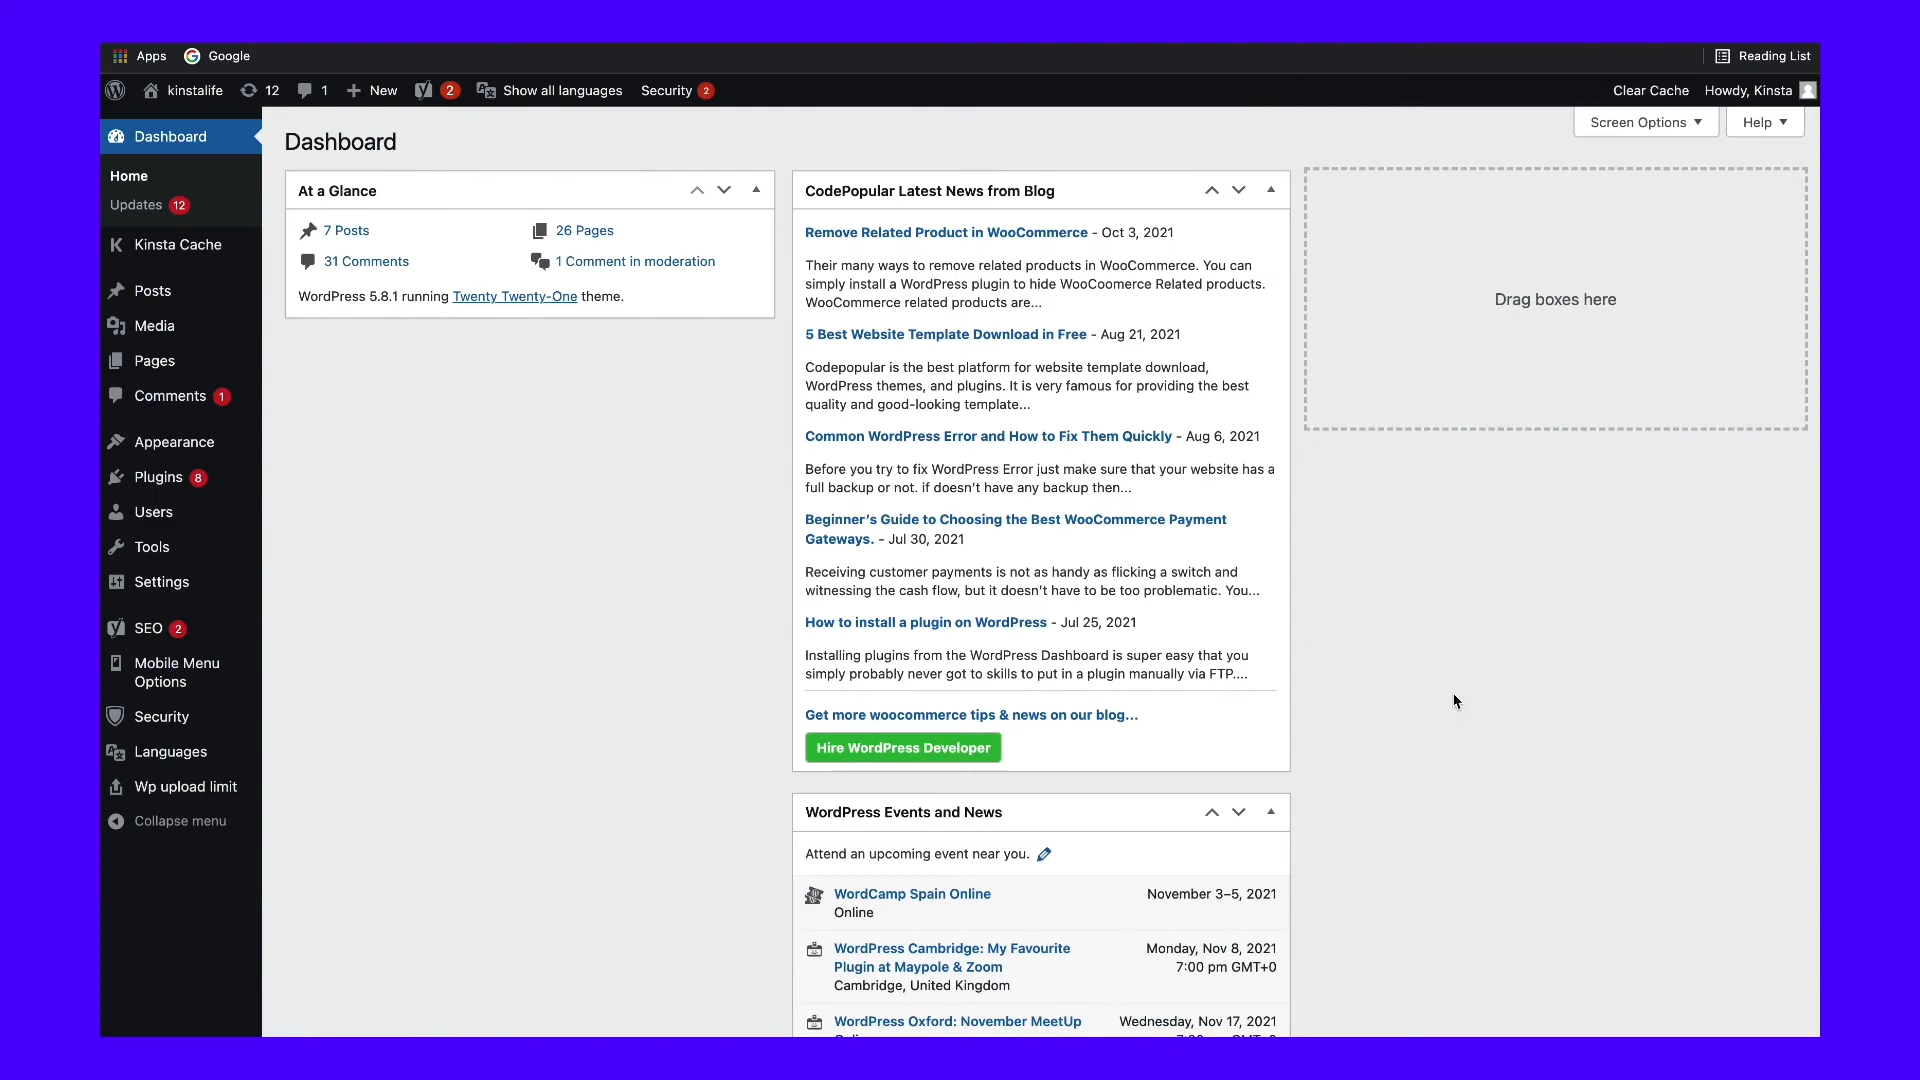 Apps Google Reading List
kinstalife 12 1 + New 2 Show all languages Security 2 Clear Cache Howdy, Kinsta
Dashboard
Home
Updates 12
Kinsta Cache
Posts
Media
Pages
Comments 1
Appearance
Plugins 8
Users
Tools
Settings
SEO 2
Mobile Menu
Options
Security
Languages
Wp upload limit
Collapse menu
Screen Options ▼ Help ▼
Dashboard
At a Glance
7 Posts 26 Pages
31 Comments 1 Comment in moderation
WordPress 5.8.1 running Twenty Twenty-One theme.
CodePopular Latest News from Blog
Remove Related Product in WooCommerce - Oct 3, 2021
Their many ways to remove related products in WooCommerce. You can
simply install a WordPress plugin to hide WooCoomerce Related products.
WooCommerce related products are...
5 Best Website Template Download in Free - Aug 21, 2021
Codepopular is the best platform for website template download,
WordPress themes, and plugins. It is very famous for providing the best
quality and good-looking template...
Common WordPress Error and How to Fix Them Quickly - Aug 6, 2021
Before you try to fix WordPress Error just make sure that your website has a
full backup or not. if doesn't have any backup then...
Beginner's Guide to Choosing the Best WooCommerce Payment
Gateways. - Jul 30, 2021
Receiving customer payments is not as handy as flicking a switch and
witnessing the cash flow, but it doesn't have to be too problematic. You...
How to install a plugin on WordPress - Jul 25, 2021
Installing plugins from the WordPress Dashboard is super easy that you
simply probably never got to skills to put in a plugin manually via FTP....
Get more woocommerce tips & news on our blog...
Hire WordPress Developer
WordPress Events and News
Attend an upcoming event near you.
WordCamp Spain Online November 3–5, 2021
Online
WordPress Cambridge: My Favourite Monday, Nov 8, 2021
Plugin at Maypole & Zoom 7:00 pm GMT+0
Cambridge, United Kingdom
WordPress Oxford: November MeetUp Wednesday, Nov 17, 2021
Drag boxes here